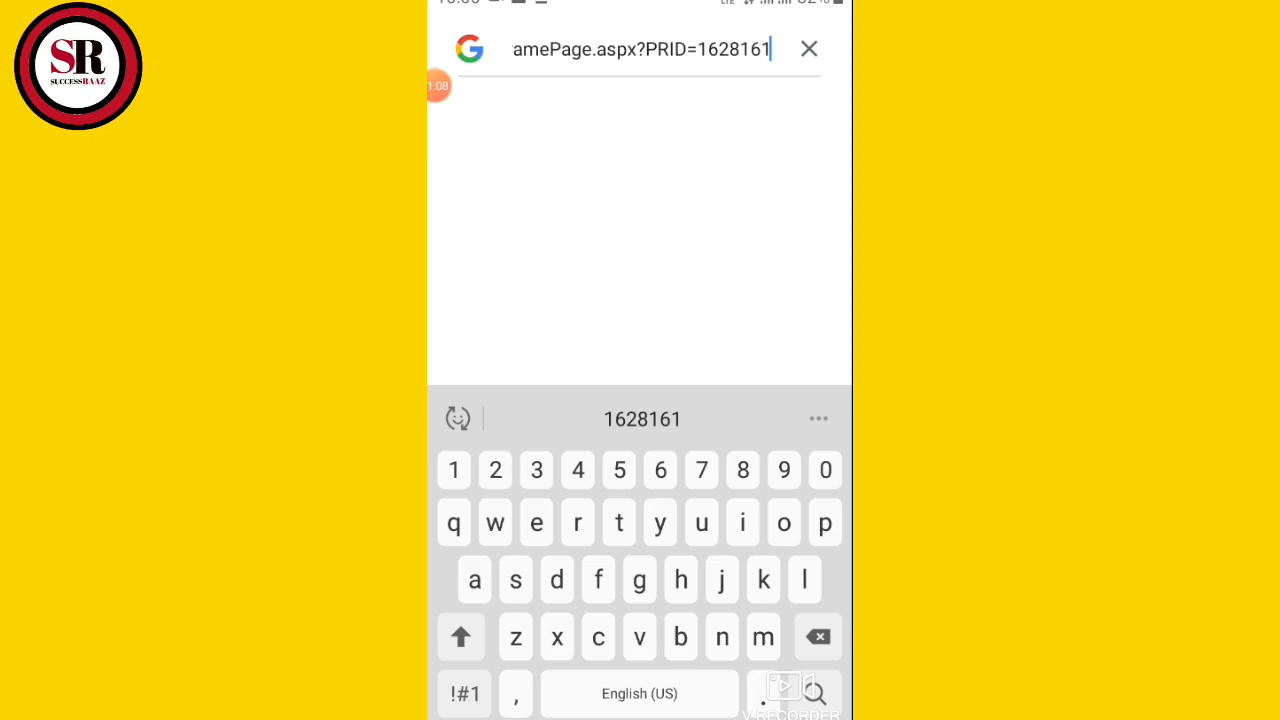 SR
SUCCESSRAAZ
amePage.aspx?PRID=1628161
1:08
1628161
1 2 3 4 5 6 7 8 9 0
q w e r t y u i o p
a s d f g h j k l
z x c v b n m
!#1 , English (US) .
V RECORDER